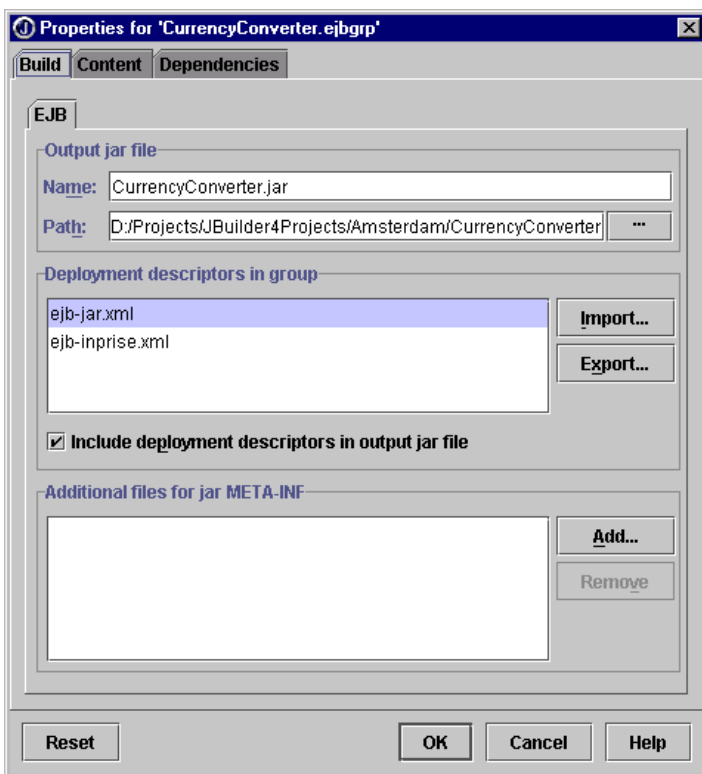 Properties for 'CurrencyConverter.ejbgrp'
Build Content Dependencies
EJB
Output jar file
Name: CurrencyConverter.jar
Path: D:/Projects/JBuilder4Projects/Amsterdam/CurrencyConverter ...
Deployment descriptors in group
ejb-jar.xml
ejb-inprise.xml
Import...
Export...
Include deployment descriptors in output jar file
Additional files for jar META-INF
Add...
Remove
Reset OK Cancel Help